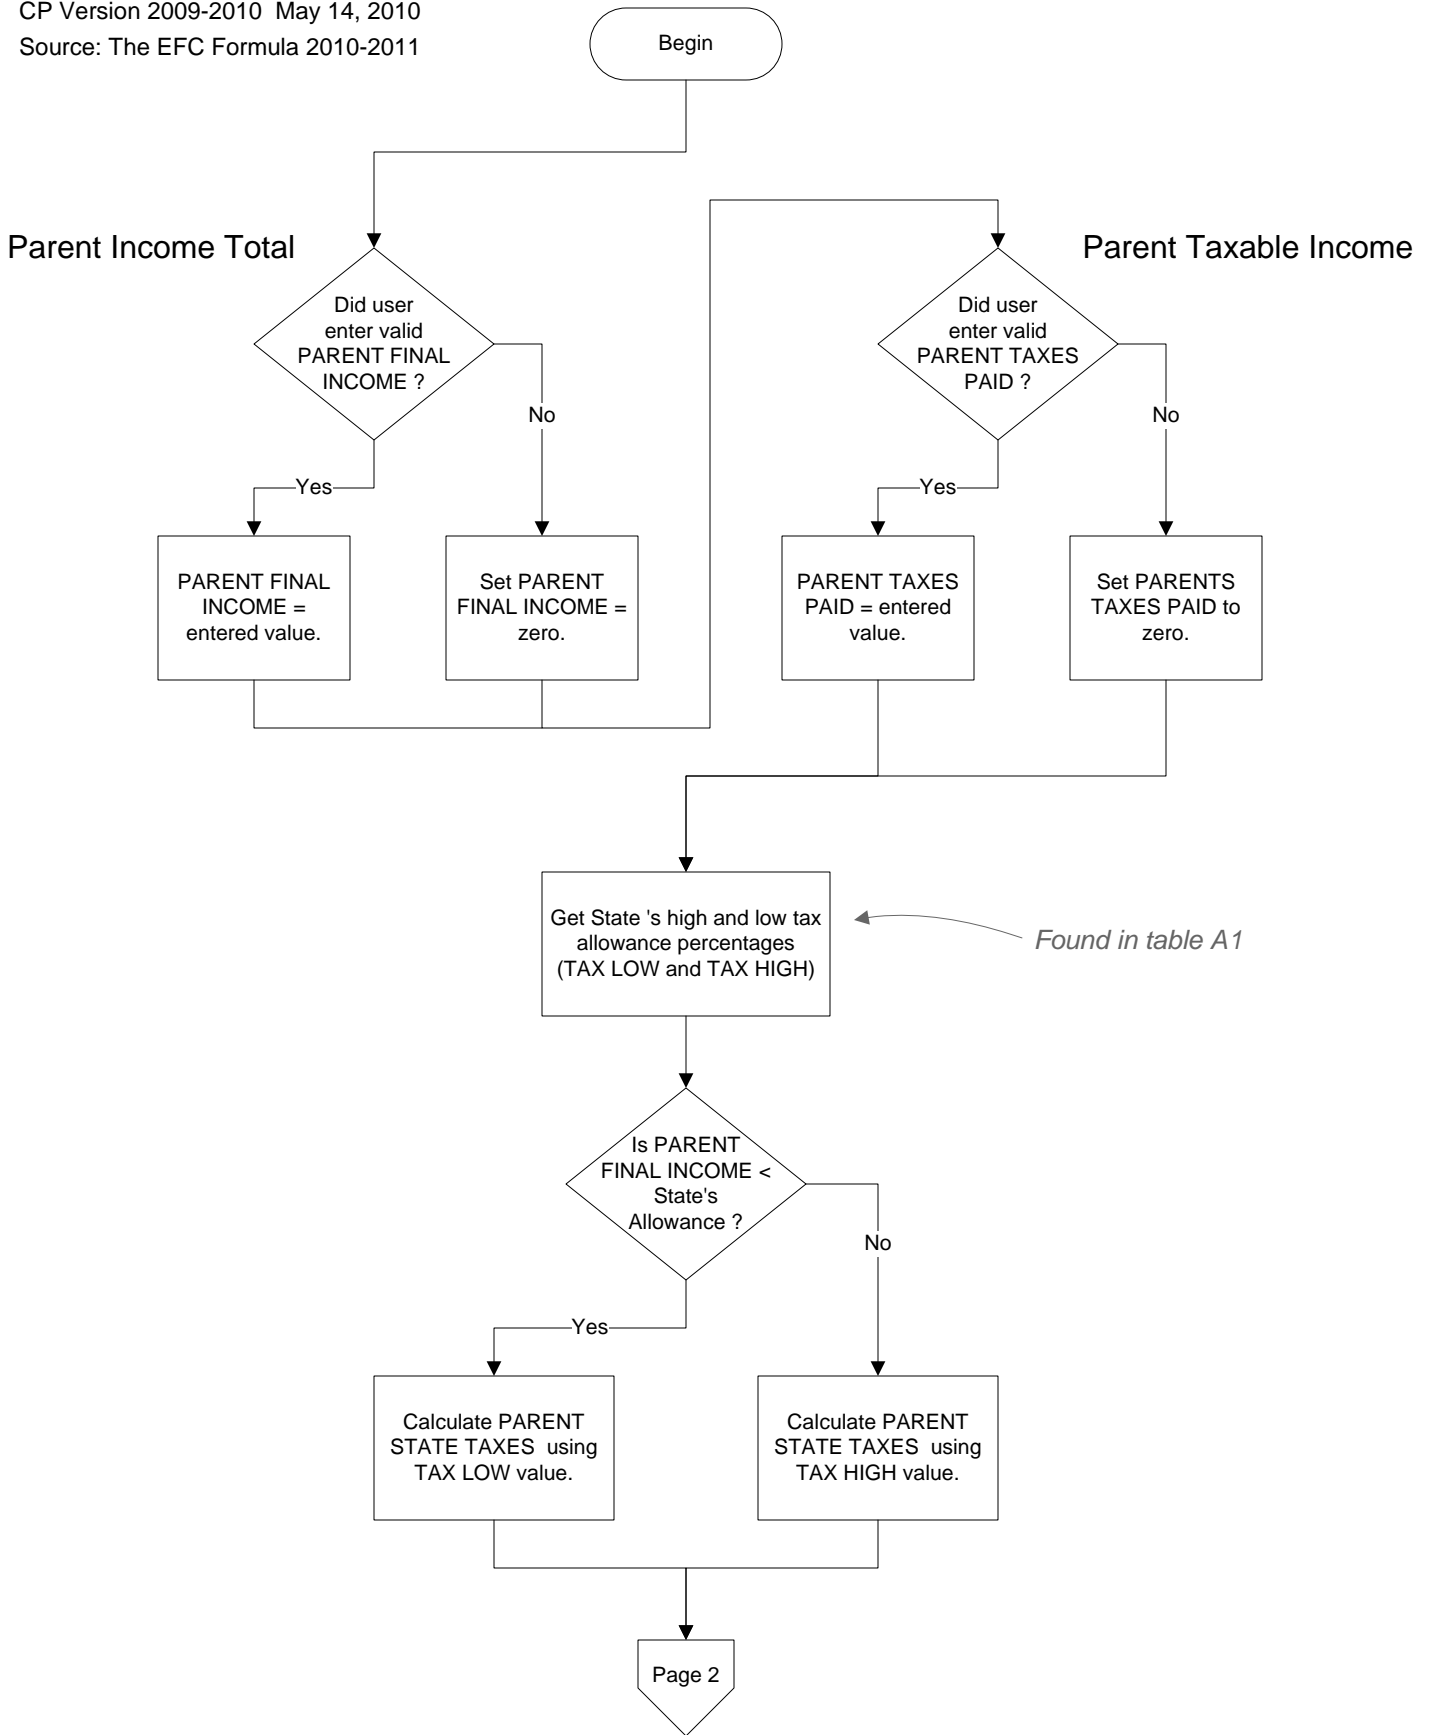 CP Version 2009-2010 May 14, 2010
Source: The EFC Formula 2010-2011
Begin
Parent Income Total
Parent Taxable Income
Did user
enter valid
PARENT FINAL
INCOME ?
No
Yes
PARENT FINAL
INCOME =
entered value.
Set PARENT
FINAL INCOME =
zero.
Did user
enter valid
PARENT TAXES
PAID ?
No
Yes
PARENT TAXES
PAID = entered
value.
Set PARENTS
TAXES PAID to
zero.
Get State 's high and low tax
allowance percentages
(TAX LOW and TAX HIGH)
Found in table A1
Is PARENT
FINAL INCOME <
State's
Allowance ?
No
Yes
Calculate PARENT
STATE TAXES  using
TAX LOW value.
Calculate PARENT
STATE TAXES  using
TAX HIGH value.
Page 2